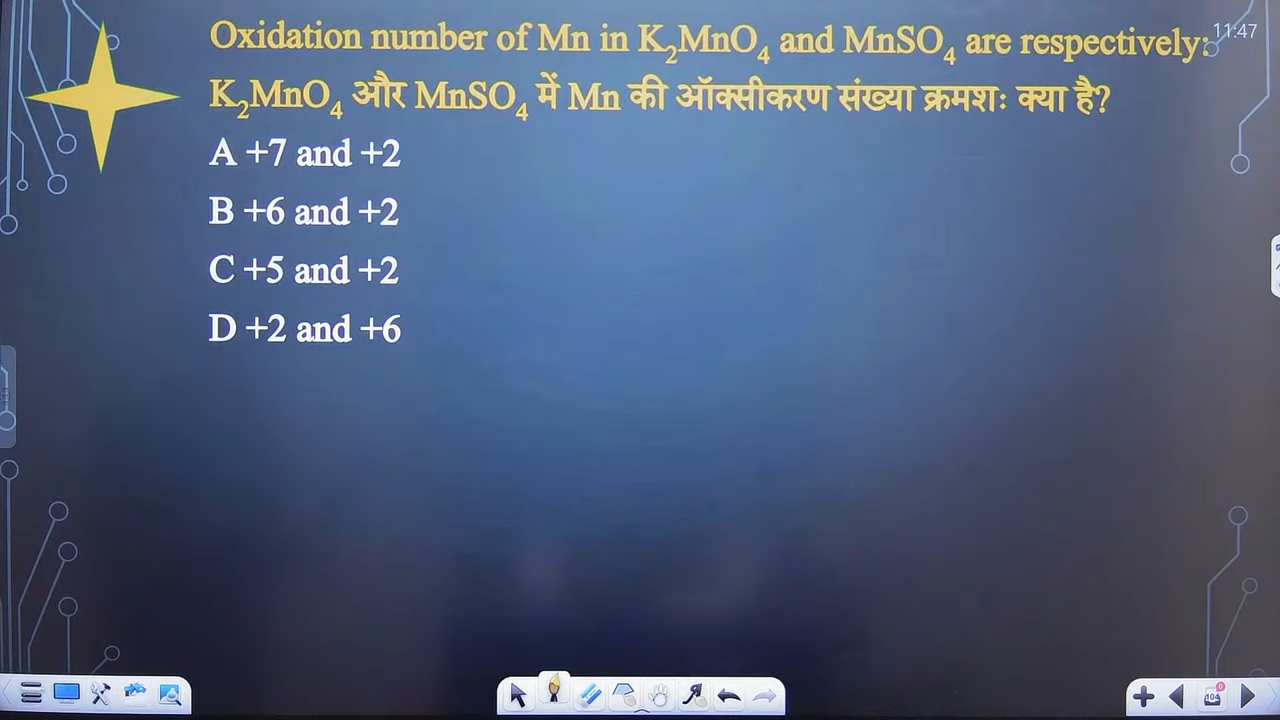 Oxidation number of Mn in K₂MnO₄ and MnSO₄ are respectively:
11:47
K₂MnO₄ और MnSO₄ में Mn की ऑक्सीकरण संख्या क्रमशः क्या है?
A +7 and +2
B +6 and +2
C +5 and +2
D +2 and +6
104